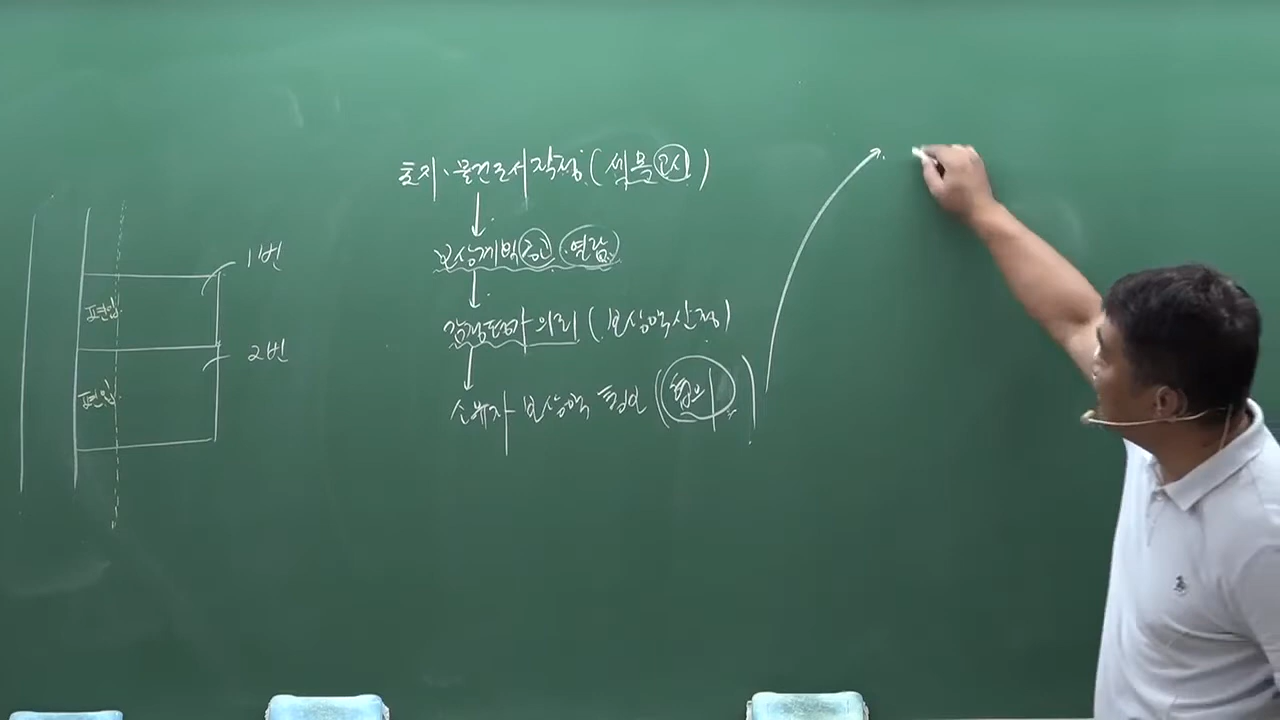 토지·물건조서작성 (세목고시)
보상계획공고 열람
감정평가 의뢰 (보상액산정)
소유자 보상액 통보 (협의)
1번
편입
2번
편입